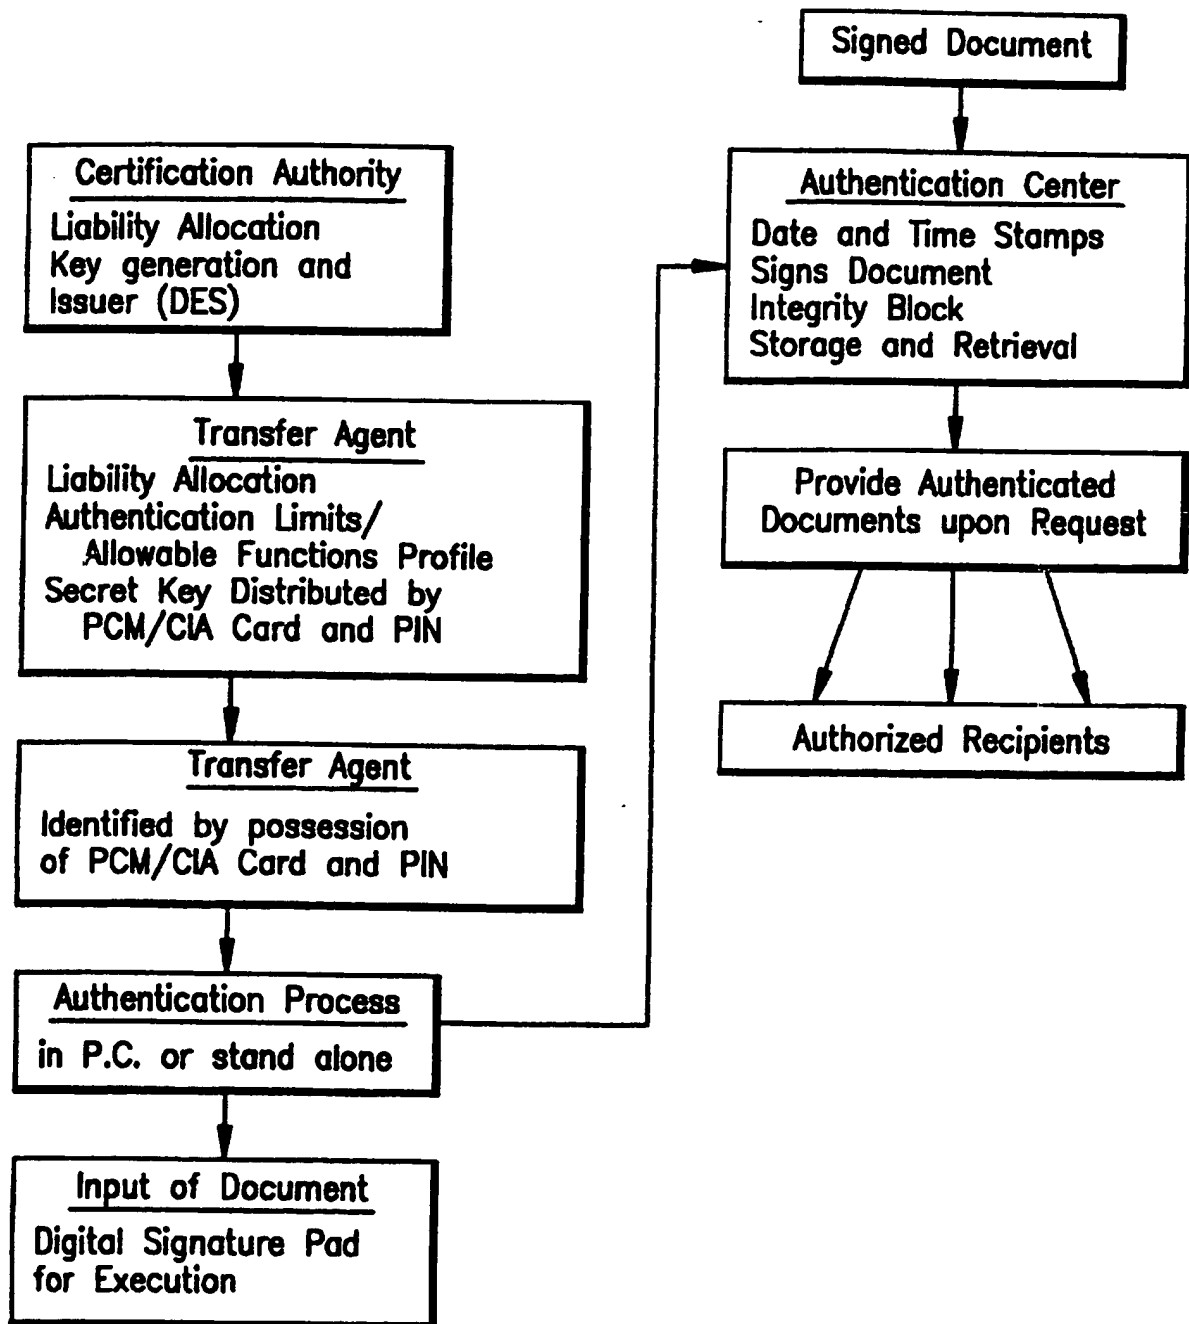 Certification Authority
Liability Allocation
Key generation and
Issuer (DES)
Transfer Agent
Liability Allocation
Authentication Limits/
Allowable Functions Profile
Secret Key Distributed by
PCM/CIA Card and PIN
Transfer Agent
Identified by possession
of PCM/CIA Card and PIN
Authentication Process
in P.C. or stand alone
Input of Document
Digital Signature Pad
for Execution
Signed Document
Authentication Center
Date and Time Stamps
Signs Document
Integrity Block
Storage and Retrieval
Provide Authenticated
Documents upon Request
Authorized Recipients